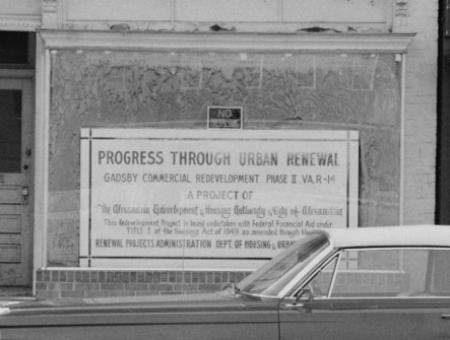 NO
PROGRESS THROUGH URBAN RENEWAL
GADSBY COMMERCIAL REDEVELOPMENT PHASE II VA.R-14
A PROJECT OF
The Alexandria Redevelopment & Housing Authority & City of Alexandria
This Redevelopment Project is being undertaken with Federal Financial Aid under
TITLE I of the Housing Act of 1949 as amended through
RENEWAL PROJECTS ADMINISTRATION DEPT. OF HOUSING & URBAN